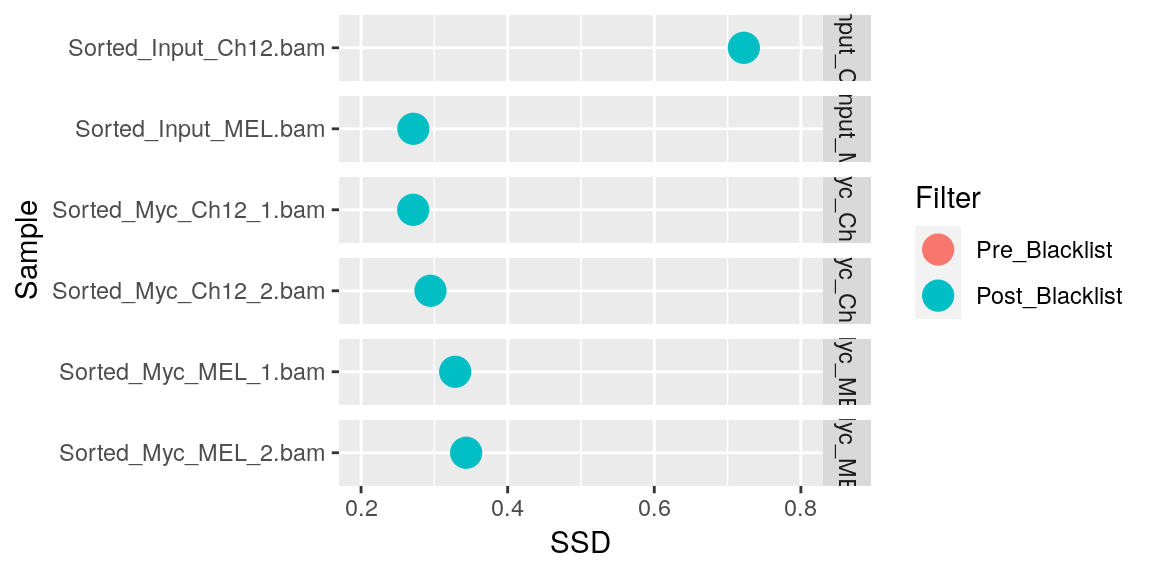 Sorted_Input_Ch12.bam
Sorted_Input_MEL.bam
Sorted_Myc_Ch12_1.bam
Sorted_Myc_Ch12_2.bam
Sorted_Myc_MEL_1.bam
Sorted_Myc_MEL_2.bam
Sample
0.2 0.4 0.6 0.8
SSD
Filter
Pre_Blacklist
Post_Blacklist